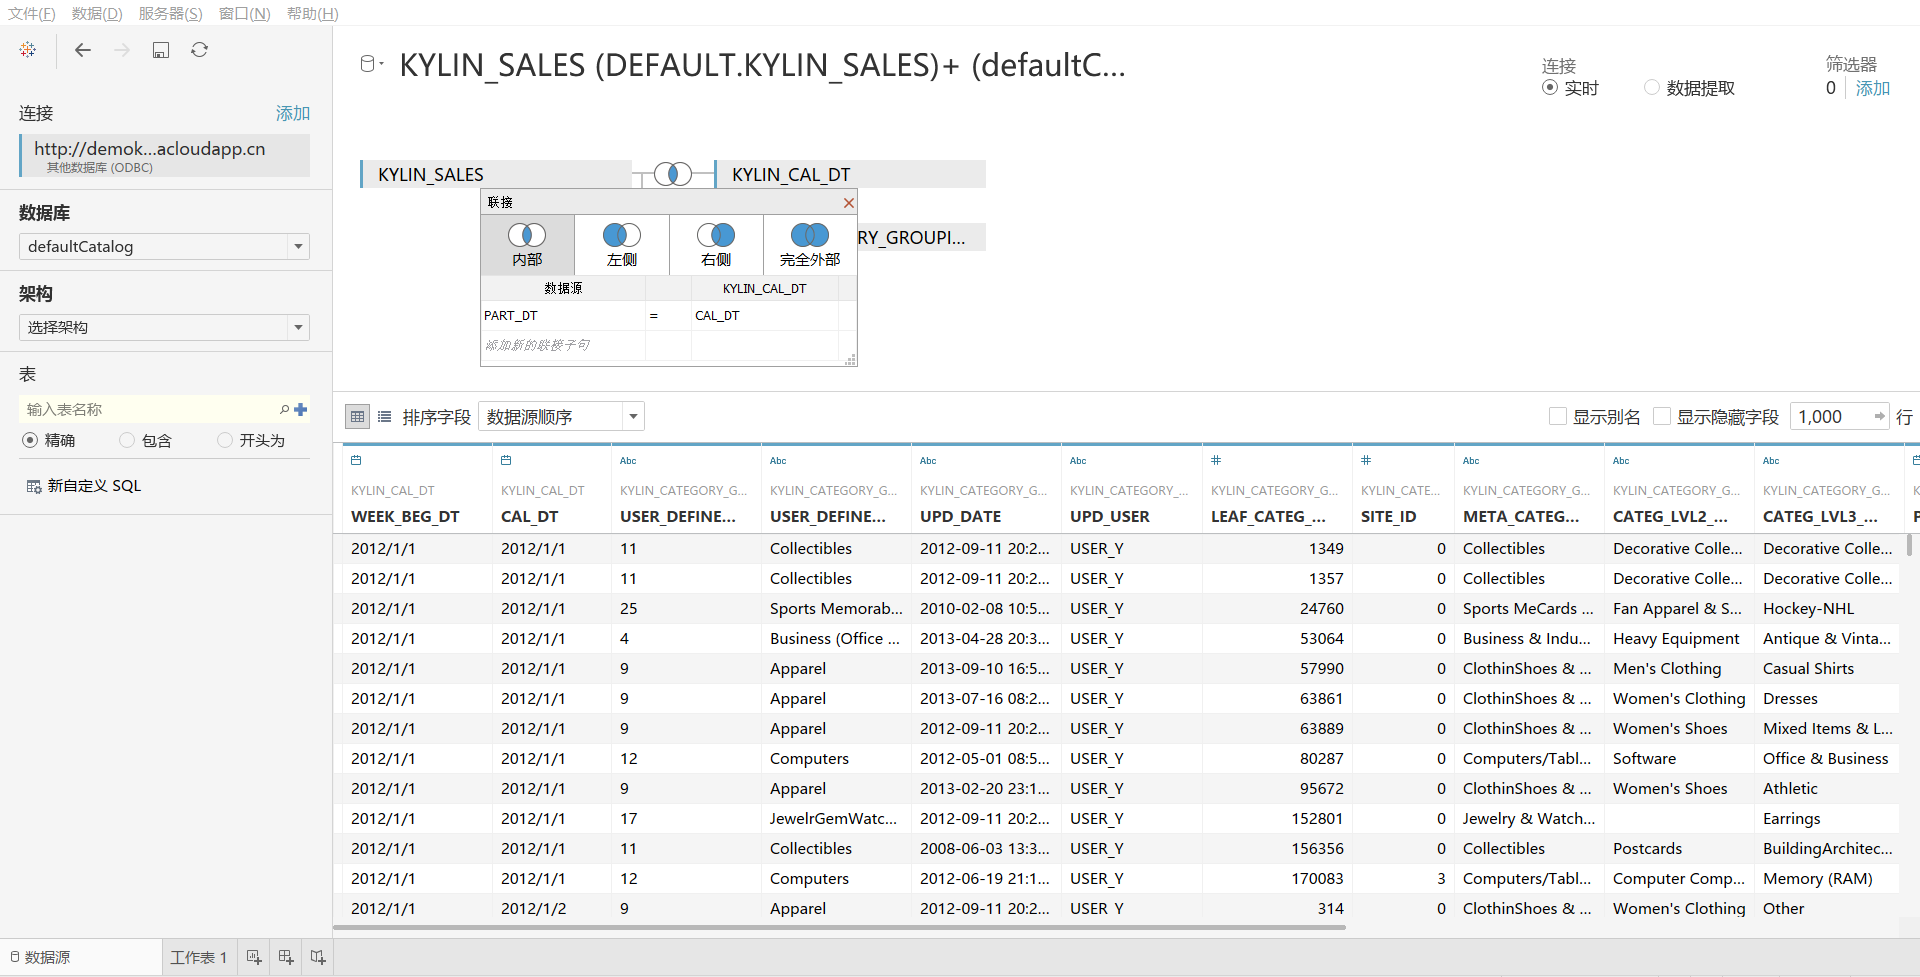 文件(F) 数据(D) 服务器(S) 窗口(N) 帮助(H)
连接 添加
http://demok...acloudapp.cn
其他数据库 (ODBC)
数据库
defaultCatalog
架构
选择架构
表
输入表名称
精确 包含 开头为
新自定义 SQL
KYLIN_SALES (DEFAULT.KYLIN_SALES)+ (defaultC...
连接
实时 数据提取
筛选器
0 添加
KYLIN_SALES KYLIN_CAL_DT
RY_GROUPI...
联接
内部 左侧 右侧 完全外部
数据源 KYLIN_CAL_DT
PART_DT = CAL_DT
添加新的联接子句
排序字段 数据源顺序 显示别名 显示隐藏字段 1,000 行
Abc Abc Abc Abc # # Abc Abc Abc
KYLIN_CAL_DT KYLIN_CAL_DT KYLIN_CATEGORY_G... KYLIN_CATEGORY_G... KYLIN_CATEGORY_G... KYLIN_CATEGORY_... KYLIN_CATEGORY_G... KYLIN_CATE... KYLIN_CATEGORY_G... KYLIN_CATEGORY_G... KYLIN_CATEGORY_G...
WEEK_BEG_DT CAL_DT USER_DEFINE... USER_DEFINE... UPD_DATE UPD_USER LEAF_CATEG_... SITE_ID META_CATEG... CATEG_LVL2_... CATEG_LVL3_...
2012/1/1 2012/1/1 11 Collectibles 2012-09-11 20:2... USER_Y 1349 0 Collectibles Decorative Colle... Decorative Colle...
2012/1/1 2012/1/1 11 Collectibles 2012-09-11 20:2... USER_Y 1357 0 Collectibles Decorative Colle... Decorative Colle...
2012/1/1 2012/1/1 25 Sports Memorab... 2010-02-08 10:5... USER_Y 24760 0 Sports MeCards ... Fan Apparel & S... Hockey-NHL
2012/1/1 2012/1/1 4 Business (Office ... 2013-04-28 20:3... USER_Y 53064 0 Business & Indu... Heavy Equipment Antique & Vinta...
2012/1/1 2012/1/1 9 Apparel 2013-09-10 16:5... USER_Y 57990 0 ClothinShoes & ... Men's Clothing Casual Shirts
2012/1/1 2012/1/1 9 Apparel 2013-07-16 08:2... USER_Y 63861 0 ClothinShoes & ... Women's Clothing Dresses
2012/1/1 2012/1/1 9 Apparel 2012-09-11 20:2... USER_Y 63889 0 ClothinShoes & ... Women's Shoes Mixed Items & L...
2012/1/1 2012/1/1 12 Computers 2012-05-01 08:5... USER_Y 80287 0 Computers/Tabl... Software Office & Business
2012/1/1 2012/1/1 9 Apparel 2013-02-20 23:1... USER_Y 95672 0 ClothinShoes & ... Women's Shoes Athletic
2012/1/1 2012/1/1 17 JewelrGemWatc... 2012-09-11 20:2... USER_Y 152801 0 Jewelry & Watch... Earrings
2012/1/1 2012/1/1 11 Collectibles 2008-06-03 13:3... USER_Y 156356 0 Collectibles Postcards BuildingArchitec...
2012/1/1 2012/1/1 12 Computers 2012-06-19 21:1... USER_Y 170083 3 Computers/Tabl... Computer Comp... Memory (RAM)
2012/1/1 2012/1/2 9 Apparel 2012-09-11 20:2... USER_Y 314 0 ClothinShoes & ... Women's Clothing Other
数据源 工作表 1